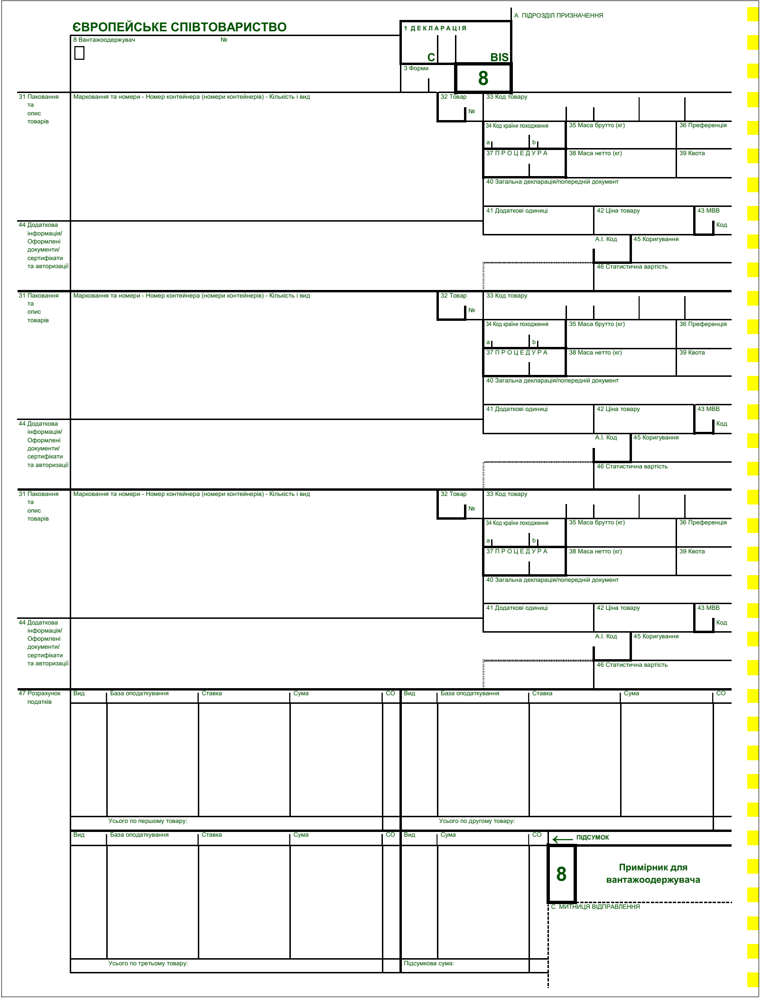 А ПІДРОЗДІЛ ПРИЗНАЧЕННЯ
ЄВРОПЕЙСЬКЕ СПІВТОВАРИСТВО
1 ДЕКЛАРАЦІЯ
8 Вантажоодержувач №
С BIS
3 Форми
8
31 Паковання та опис товарів
Марковання та номери - Номер контейнера (номери контейнерів) - Кількість і вид
32 Товар
№
33 Код товару
34 Код країни походження
a b
35 Маса брутто (кг)
36 Преференція
37 ПРОЦЕДУРА
38 Маса нетто (кг)
39 Квота
40 Загальна декларація/попередній документ
41 Додаткові одиниці
42 Ціна товару
43 МВВ
Код
44 Додаткова
інформація/
Оформлені
документи/
сертифікати
та авторизації
А.І. Код
45 Коригування
46 Статистична вартість
31 Паковання
та
опис
товарів
Марковання та номери - Номер контейнера (номери контейнерів) - Кількість і вид
32 Товар
№
33 Код товару
34 Код країни походження
a b
35 Маса брутто (кг)
36 Преференція
37 ПРОЦЕДУРА
38 Маса нетто (кг)
39 Квота
40 Загальна декларація/попередній документ
41 Додаткові одиниці
42 Ціна товару
43 МВВ
Код
44 Додаткова
інформація/
Оформлені
документи/
сертифікати
та авторизації
А.І. Код
45 Коригування
46 Статистична вартість
31 Паковання
та
опис
товарів
Марковання та номери - Номер контейнера (номери контейнерів) - Кількість і вид
32 Товар
№
33 Код товару
34 Код країни походження
a b
35 Маса брутто (кг)
36 Преференція
37 ПРОЦЕДУРА
38 Маса нетто (кг)
39 Квота
40 Загальна декларація/попередній документ
41 Додаткові одиниці
42 Ціна товару
43 МВВ
Код
44 Додаткова
інформація/
Оформлені
документи/
сертифікати
та авторизації
А.І. Код
45 Коригування
46 Статистична вартість
47 Розрахунок
податків
Вид База оподаткування Ставка Сума СО Вид База оподаткування Ставка Сума СО
Усього по першому товару: Усього по другому товару:
Вид База оподаткування Ставка Сума СО Вид Сума СО ПІДСУМОК
8
Примірник для
вантажоодержувача
С МИТНИЦЯ ВІДПРАВЛЕННЯ
Усього по третьому товару: Підсумкова сума: